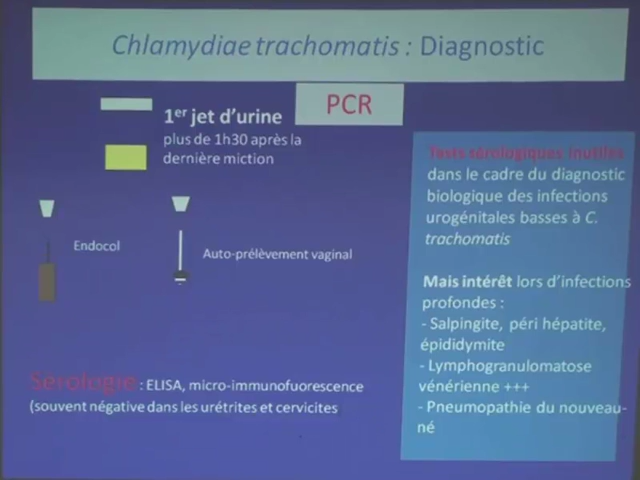 Chlamydiae trachomatis : Diagnostic
PCR
1er jet d'urine
plus de 1h30 après la
dernière miction
Endocol
Auto-prélèvement vaginal
Sérologie : ELISA, micro-immunofuorescence
(souvent négative dans les urétrites et cervicites
Tests sérologiques inutiles
dans le cadre du diagnostic
biologique des infections
urogénitales basses à C.
trachomatis
Mais intérêt lors d'infections
profondes :
- Salpingite, péri hépatite,
épididymite
- Lymphogranulomatose
vénérienne +++
- Pneumopathie du nouveau-
né